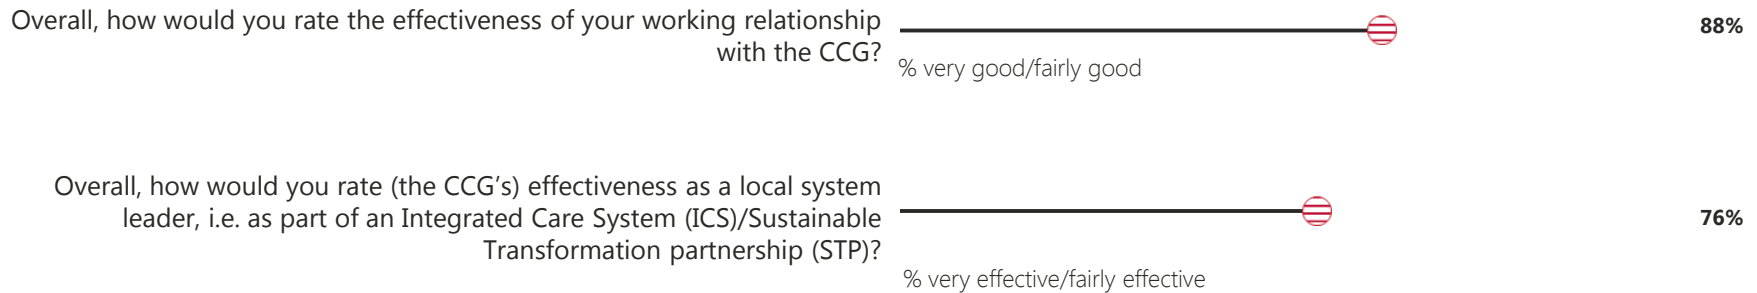 Overall, how would you rate the effectiveness of your working relationship
with the CCG?
88%
% very good/fairly good
Overall, how would you rate (the CCG’s) effectiveness as a local system
leader, i.e. as part of an Integrated Care System (ICS)/Sustainable
Transformation partnership (STP)?
76%
% very effective/fairly effective